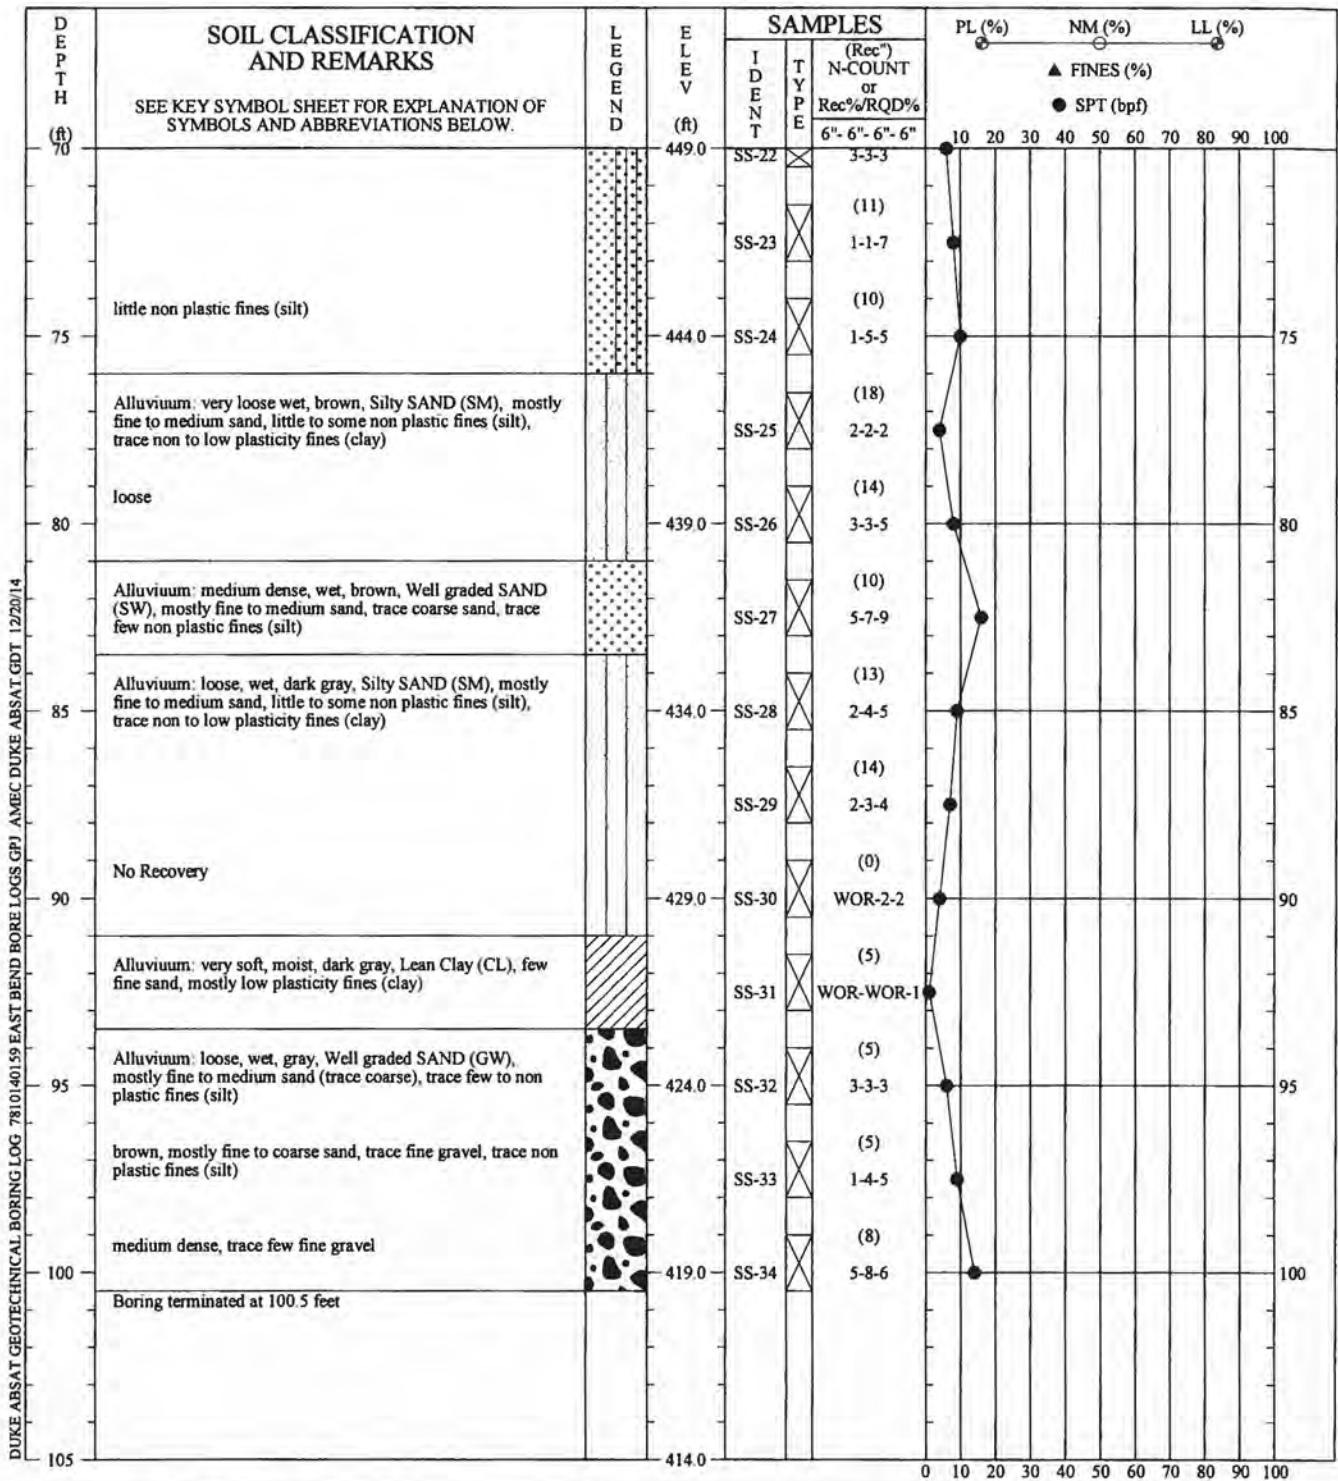 DEPTH
(ft)
SOIL CLASSIFICATION
AND REMARKS
SEE KEY SYMBOL SHEET FOR EXPLANATION OF
SYMBOLS AND ABBREVIATIONS BELOW.
LEGEND
ELEV
(ft)
SAMPLES
IDENT
TYPE
(Rec")
N-COUNT
or
Rec%/RQD%
6"- 6"- 6"- 6"
PL (%) NM (%) LL (%)
▲ FINES (%)
● SPT (bpf)
10 20 30 40 50 60 70 80 90 100
70 449.0 SS-22 3-3-3
(11)
SS-23 1-1-7
little non plastic fines (silt)
(10)
75 444.0 SS-24 1-5-5 75
Alluviuum: very loose wet, brown, Silty SAND (SM), mostly
fine to medium sand, little to some non plastic fines (silt),
trace non to low plasticity fines (clay)
(18)
SS-25 2-2-2
loose
(14)
80 439.0 SS-26 3-3-5 80
Alluviuum: medium dense, wet, brown, Well graded SAND
(SW), mostly fine to medium sand, trace coarse sand, trace
few non plastic fines (silt)
(10)
SS-27 5-7-9
Alluviuum: loose, wet, dark gray, Silty SAND (SM), mostly
fine to medium sand, little to some non plastic fines (silt),
trace non to low plasticity fines (clay)
(13)
85 434.0 SS-28 2-4-5 85
(14)
SS-29 2-3-4
No Recovery
(0)
90 429.0 SS-30 WOR-2-2 90
Alluviuum: very soft, moist, dark gray, Lean Clay (CL), few
fine sand, mostly low plasticity fines (clay)
(5)
SS-31 WOR-WOR-1
Alluviuum: loose, wet, gray, Well graded SAND (GW),
mostly fine to medium sand (trace coarse), trace few to non
plastic fines (silt)
(5)
95 424.0 SS-32 3-3-3 95
brown, mostly fine to coarse sand, trace fine gravel, trace non
plastic fines (silt)
(5)
SS-33 1-4-5
medium dense, trace few fine gravel
(8)
100 419.0 SS-34 5-8-6 100
Boring terminated at 100.5 feet
105 414.0
0 10 20 30 40 50 60 70 80 90 100
DUKE ABSAT GEOTECHNICAL BORING LOG 7810140159 EAST BEND BORE LOGS.GPJ AMEC DUKE ABSAT.GDT 12/20/14